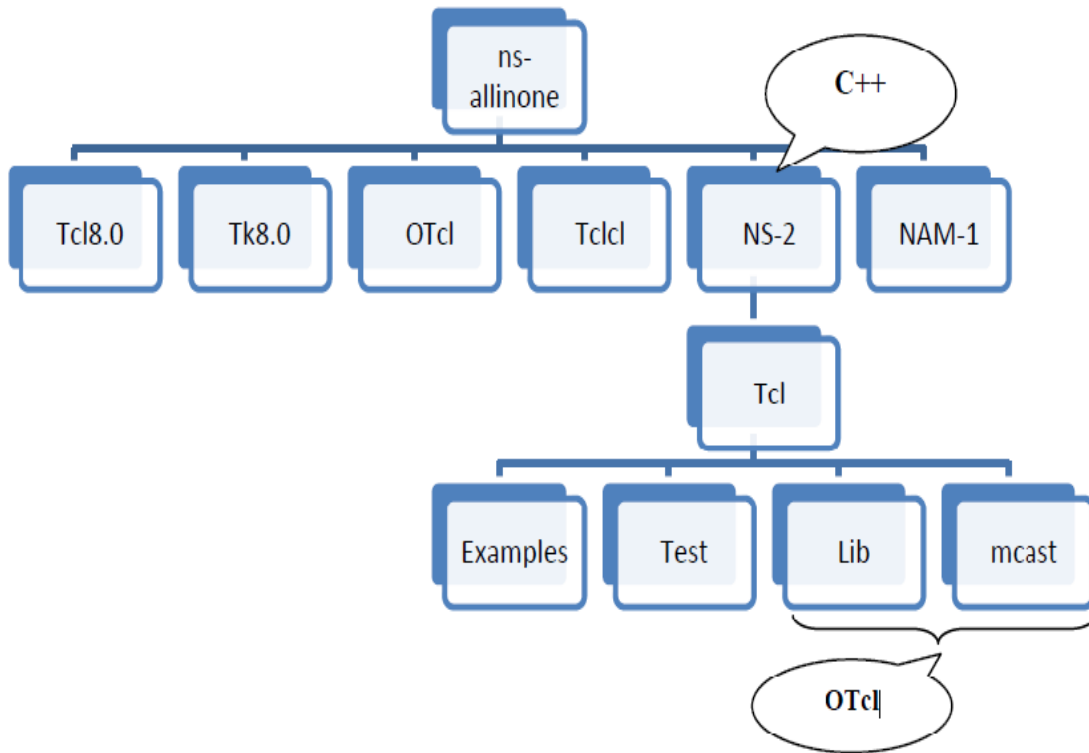 ns-
allinone
C++
Tcl8.0
Tk8.0
OTcl
Tclcl
NS-2
NAM-1
Tcl
Examples
Test
Lib
mcast
OTcl